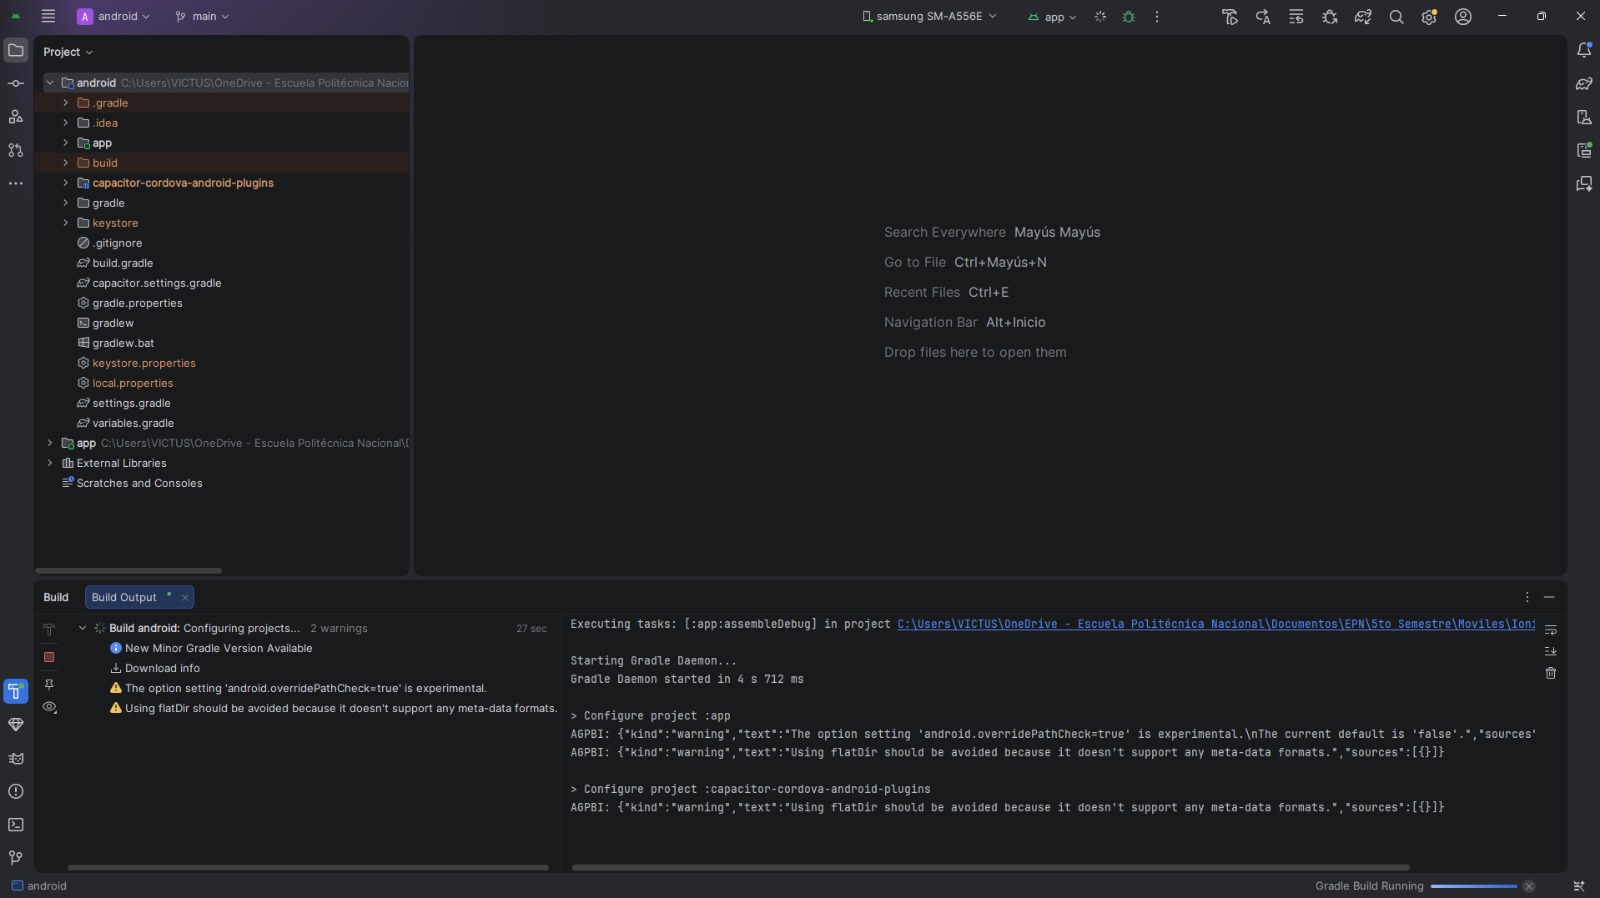 A android main samsung SM-A556E app
Project
android C:\Users\VICTUS\OneDrive - Escuela Politécnica Nacior
.gradle
.idea
app
build
capacitor-cordova-android-plugins
gradle
keystore
.gitignore
build.gradle
capacitor.settings.gradle
gradle.properties
gradlew
gradlew.bat
keystore.properties
local.properties
settings.gradle
variables.gradle
app C:\Users\VICTUS\OneDrive - Escuela Politécnica Nacional\D
External Libraries
Scratches and Consoles
Search Everywhere Mayús Mayús
Go to File Ctrl+Mayús+N
Recent Files Ctrl+E
Navigation Bar Alt+Inicio
Drop files here to open them
Build Build Output
Build android: Configuring projects... 2 warnings 27 sec
New Minor Gradle Version Available
Download info
The option setting 'android.overridePathCheck=true' is experimental.
Using flatDir should be avoided because it doesn't support any meta-data formats.
Executing tasks: [:app:assembleDebug] in project C:\Users\VICTUS\OneDrive - Escuela Politécnica Nacional\Documentos\EPN\5to Semestre\Moviles\Ioni
Starting Gradle Daemon...
Gradle Daemon started in 4 s 712 ms
> Configure project :app
AGPBI: {"kind":"warning","text":"The option setting 'android.overridePathCheck=true' is experimental.\nThe current default is 'false'.","sources"
AGPBI: {"kind":"warning","text":"Using flatDir should be avoided because it doesn't support any meta-data formats.","sources":[{}]}
> Configure project :capacitor-cordova-android-plugins
AGPBI: {"kind":"warning","text":"Using flatDir should be avoided because it doesn't support any meta-data formats.","sources":[{}]}
android Gradle Build Running